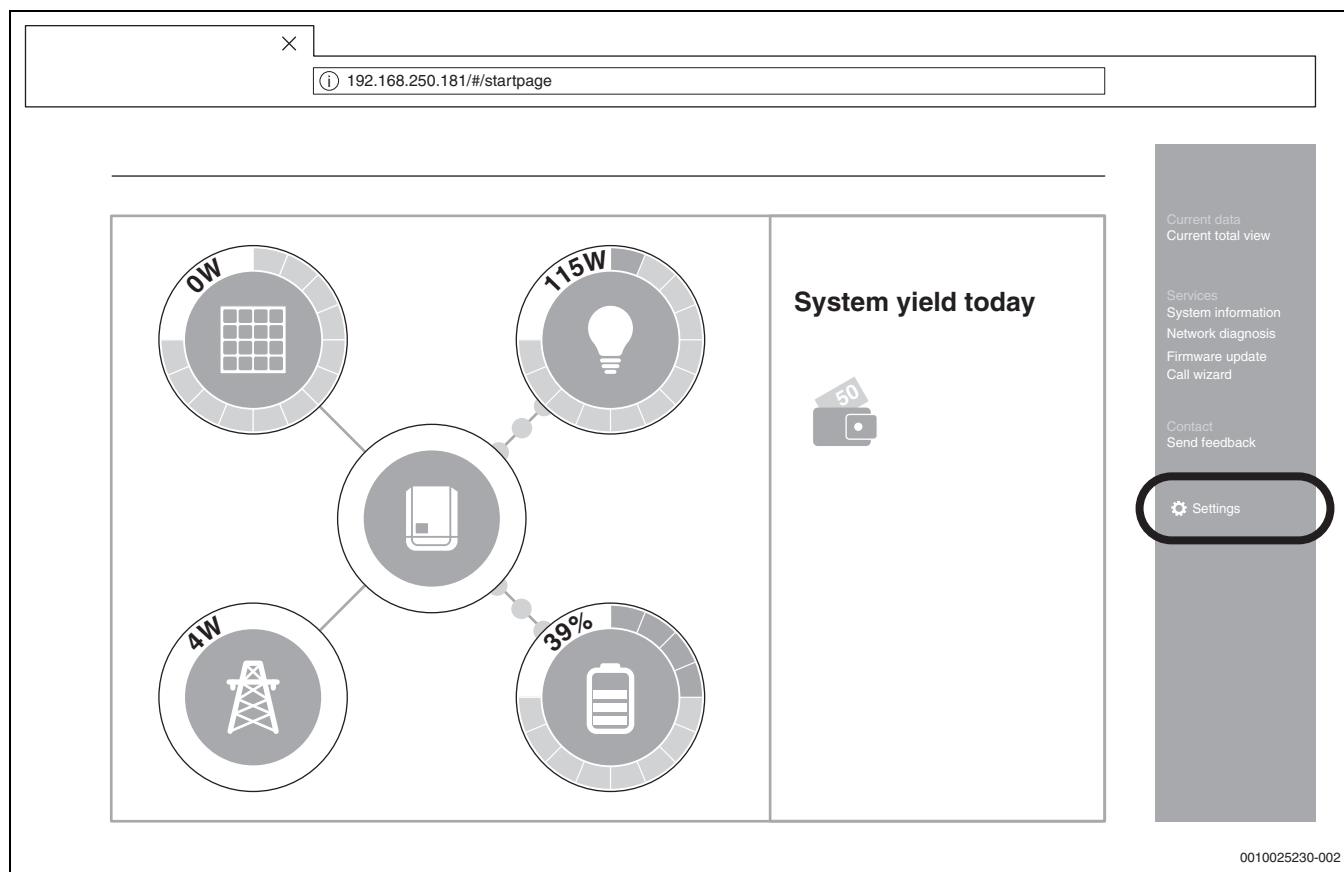 192.168.250.181/#/startpage
0W
115W
4W
39%
System yield today
50
Current data
Current total view
Services
System information
Network diagnosis
Firmware update
Call wizard
Contact
Send feedback
Settings
0010025230-002